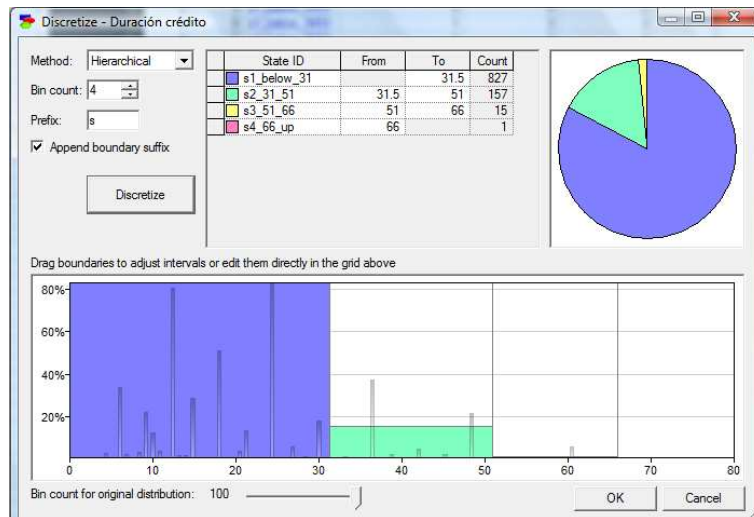 Discretize - Duración crédito
Method: Hierarchical
Bin count: 4
Prefix: s
Append boundary suffix
Discretize
State ID From To Count
s1_below_31 31.5 827
s2_31_51 31.5 51 157
s3_51_66 51 66 15
s4_66_up 66 1
Drag boundaries to adjust intervals or edit them directly in the grid above
80%
60%
40%
20%
0 10 20 30 40 50 60 70 80
Bin count for original distribution: 100
OK Cancel